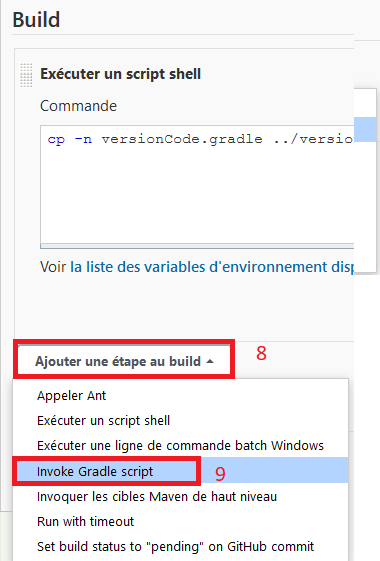 Build
Exécuter un script shell
Commande
cp -n versionCode.gradle ../versio
Voir la liste des variables d'environnement disp
Ajouter une étape au build
8
Appeler Ant
Exécuter un script shell
Exécuter une ligne de commande batch Windows
Invoke Gradle script
9
Invoquer les cibles Maven de haut niveau
Run with timeout
Set build status to "pending" on GitHub commit